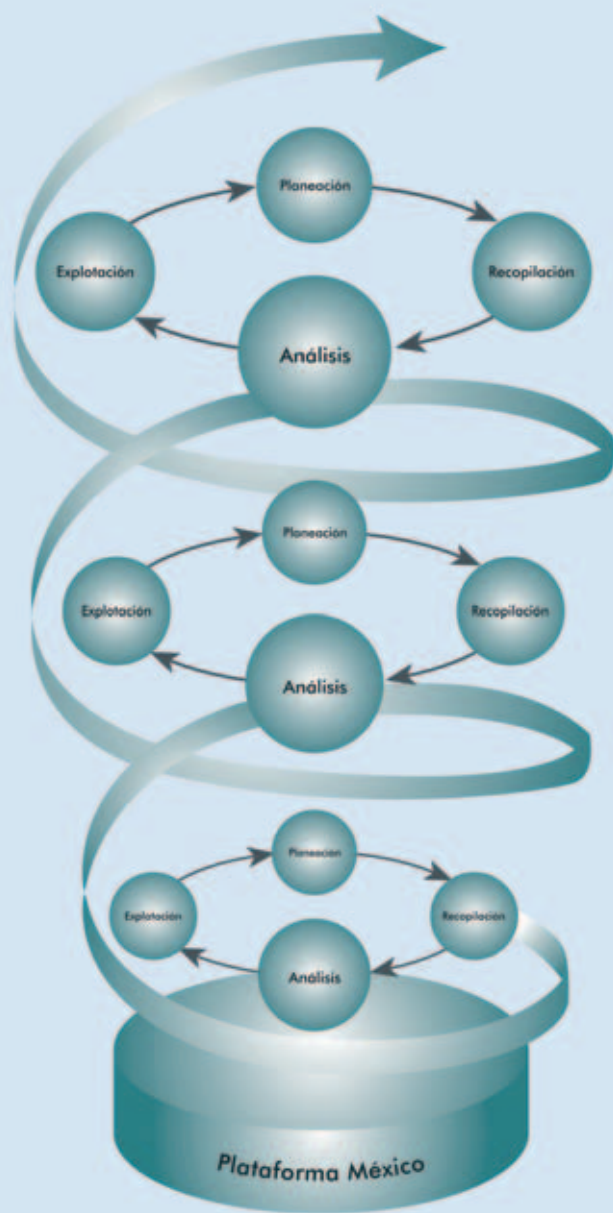 Planeación
Explotación
Recopilación
Análisis
Planeación
Explotación
Recopilación
Análisis
Planeación
Explotación
Recopilación
Análisis
Plataforma México